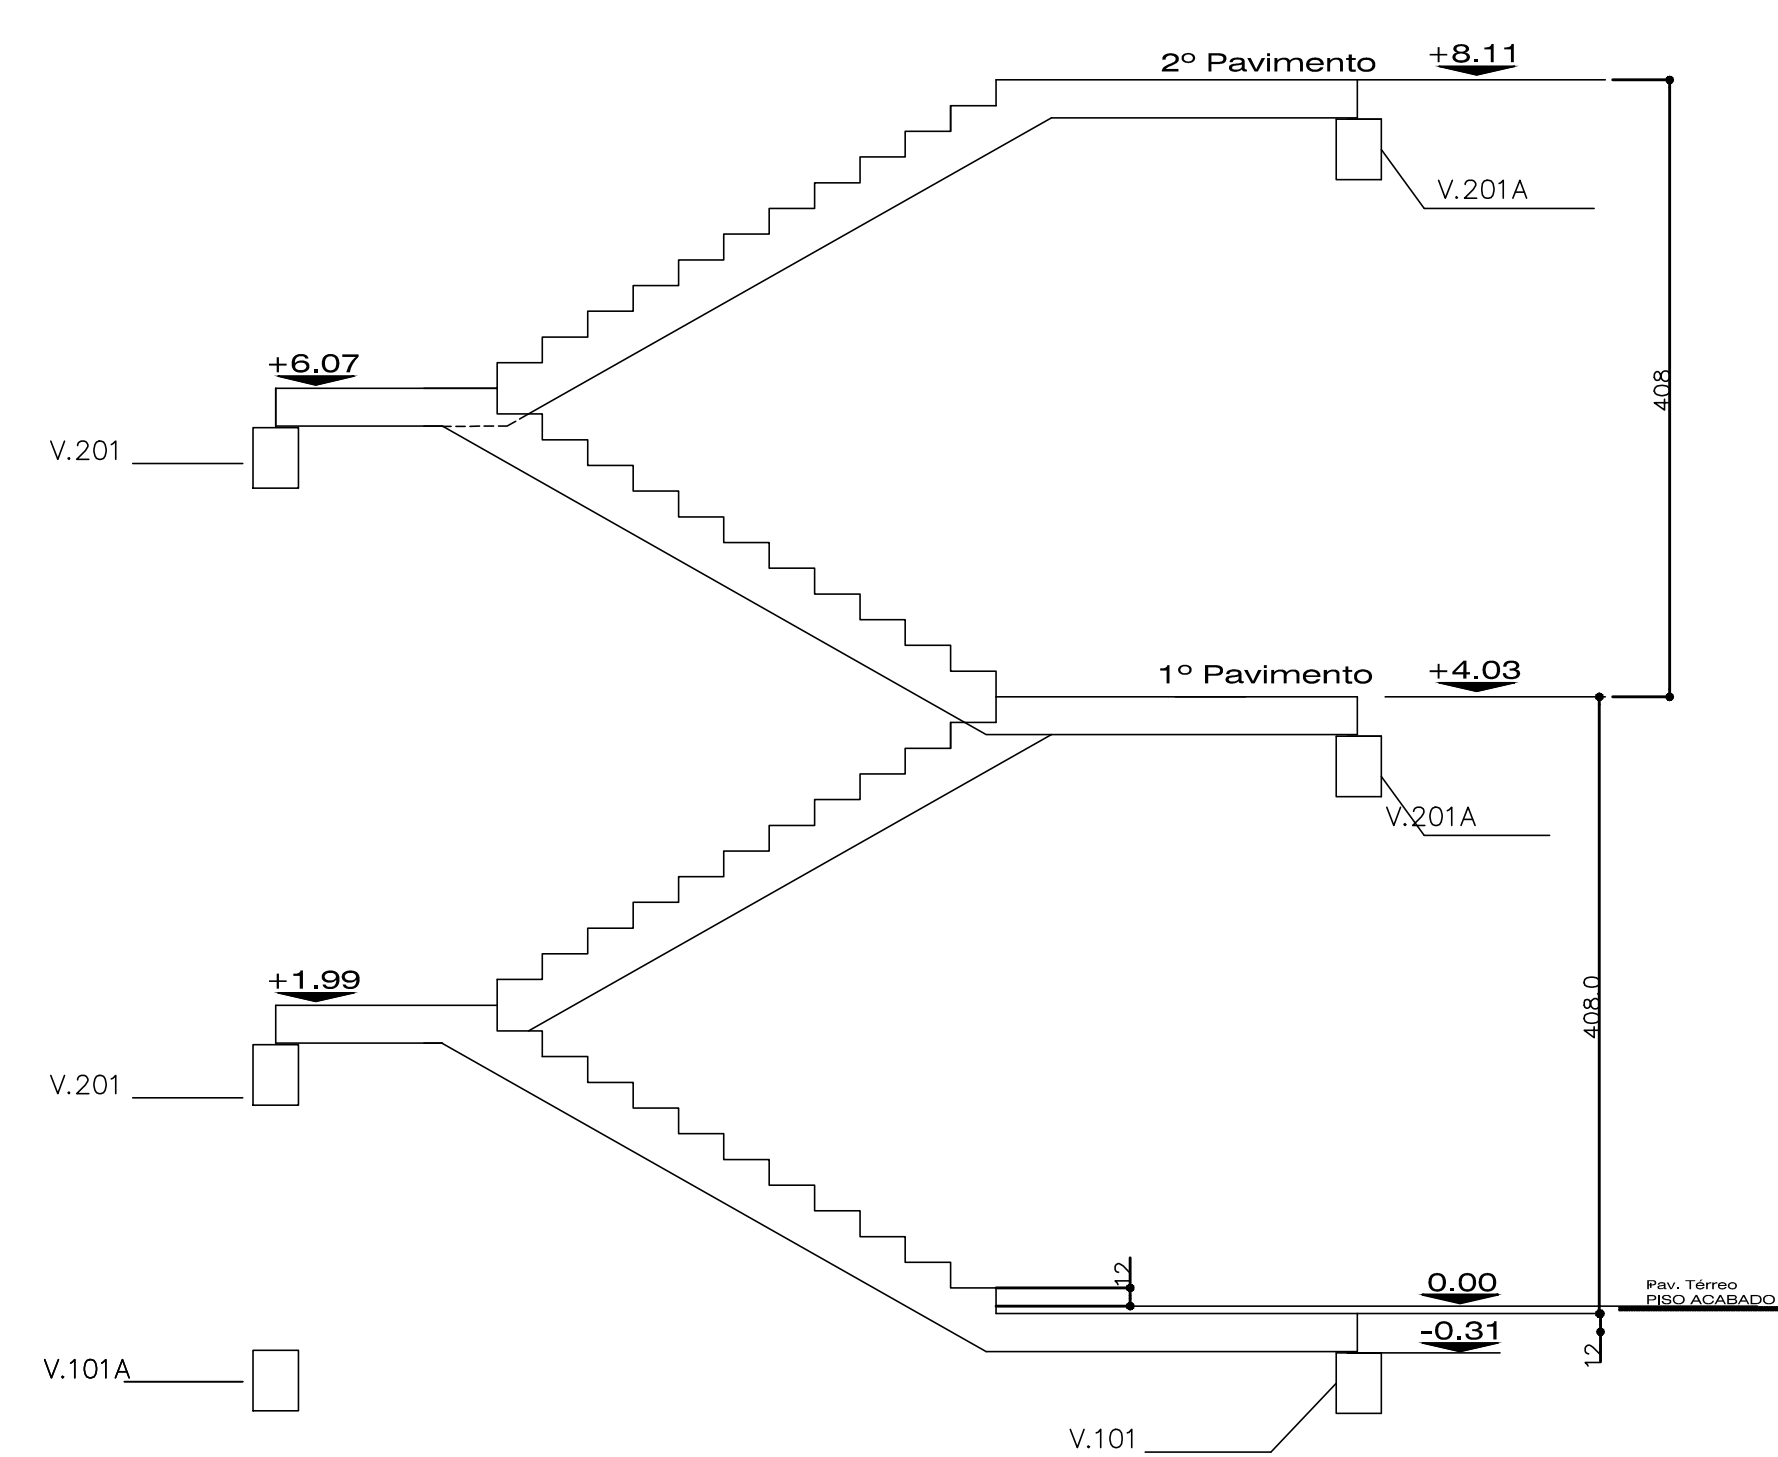 2º Pavimento
+8.11
V.201A
+6.07
408
V.201
1º Pavimento
+4.03
V.201A
+1.99
408.0
V.201
12
0.00
Pav. Térreo
PISO ACABADO
-0.31
12
V.101A
V.101